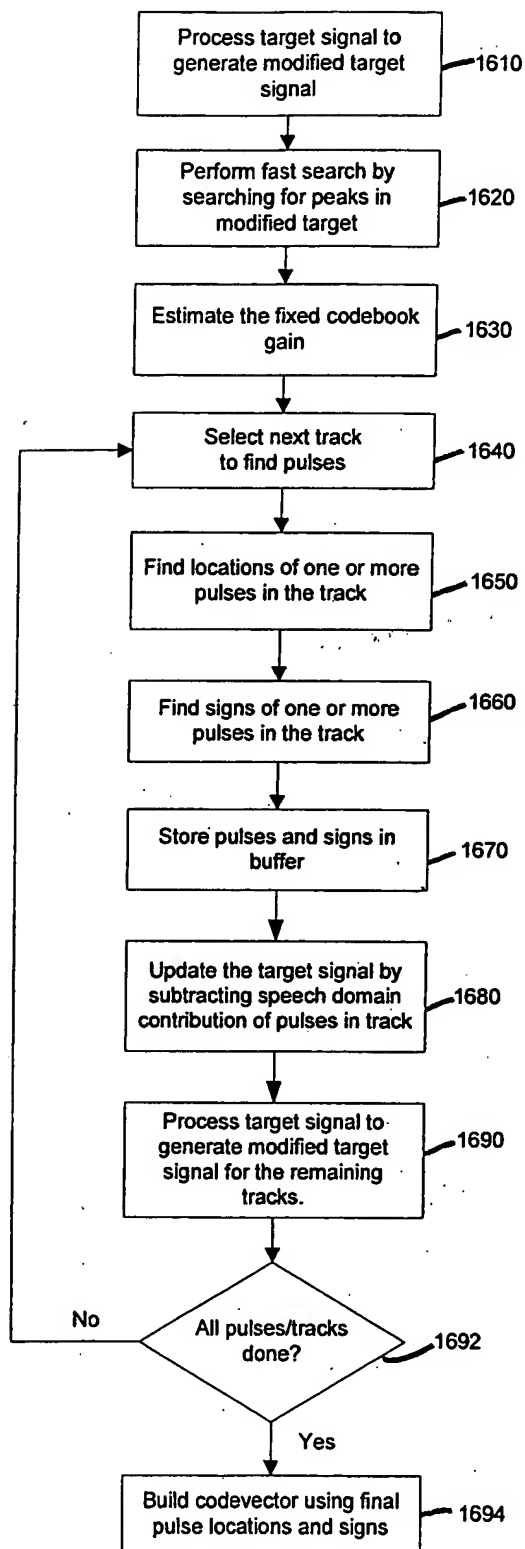 Process target signal to
generate modified target
signal
1610
Perform fast search by
searching for peaks in
modified target
1620
Estimate the fixed codebook
gain
1630
Select next track
to find pulses
1640
Find locations of one or more
pulses in the track
1650
Find signs of one or more
pulses in the track
1660
Store pulses and signs in
buffer
1670
Update the target signal by
subtracting speech domain
contribution of pulses in track
1680
Process target signal to
generate modified target
signal for the remaining
tracks.
1690
No
All pulses/tracks
done?
1692
Yes
Build codevector using final
pulse locations and signs
1694